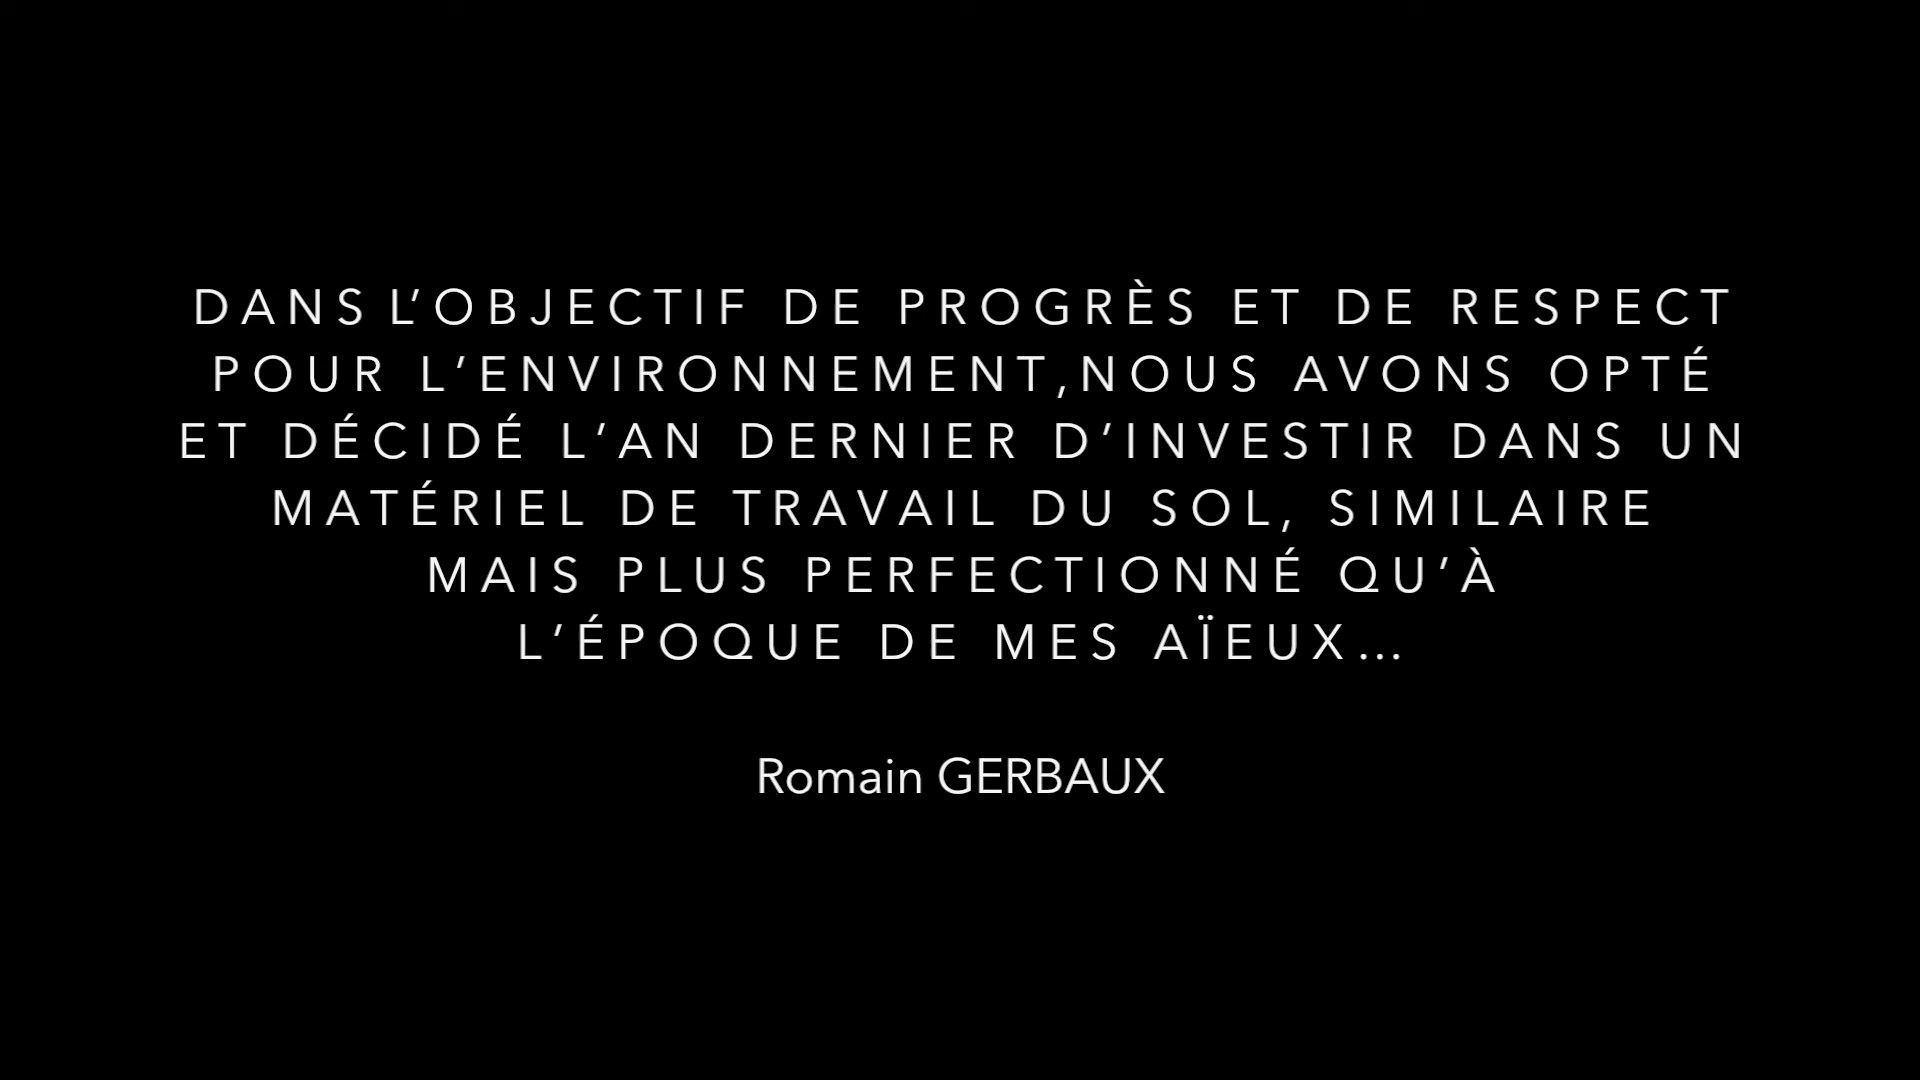 DANS L’OBJECTIF DE PROGRÈS ET DE RESPECT
POUR L’ENVIRONNEMENT,NOUS AVONS OPTÉ
ET DÉCIDÉ L’AN DERNIER D’INVESTIR DANS UN
MATÉRIEL DE TRAVAIL DU SOL, SIMILAIRE
MAIS PLUS PERFECTIONNÉ QU’À
L’ÉPOQUE DE MES AÏEUX...
Romain GERBAUX